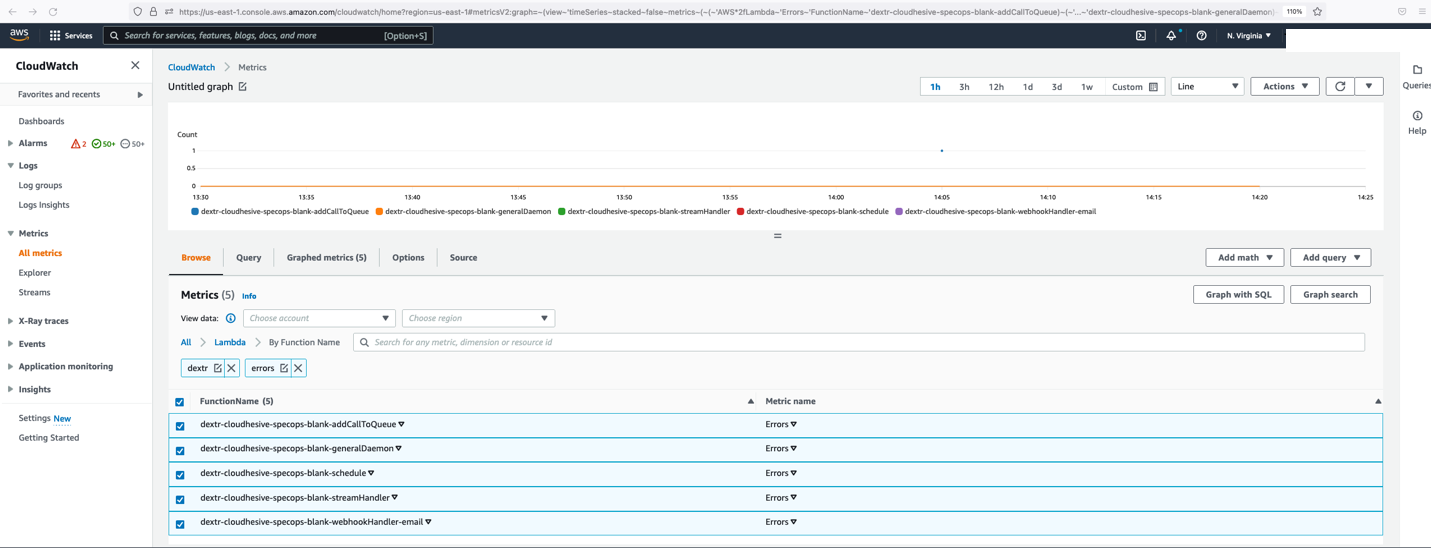 https://us-east-1.console.aws.amazon.com/cloudwatch/home?region=us-east-1#metricsV2:graph=~(view~'timeSeries~stacked~false~metrics~(~(~'AWS*2fLambda~'Errors~'FunctionName~'dextr-cloudhesive-specops-blank-addCallToQueue)~(~'...~'dextr-cloudhesive-specops-blank-generalDaemon) 110%
aws Services Search for services, features, blogs, docs, and more [Option+S] N. Virginia
CloudWatch
Favorites and recents
Dashboards
Alarms 2 50+ 50+
Logs
Log groups
Logs Insights
Metrics
All metrics
Explorer
Streams
X-Ray traces
Events
Application monitoring
Insights
Settings New
Getting Started
CloudWatch Metrics
Untitled graph
1h 3h 12h 1d 3d 1w Custom Line Actions
Count
1
0.5
0
13:30 13:35 13:40 13:45 13:50 13:55 14:00 14:05 14:10 14:15 14:20 14:25
dextr-cloudhesive-specops-blank-addCallToQueue dextr-cloudhesive-specops-blank-generalDaemon dextr-cloudhesive-specops-blank-streamHandler dextr-cloudhesive-specops-blank-schedule dextr-cloudhesive-specops-blank-webhookHandler-email
Browse Query Graphed metrics (5) Options Source Add math Add query
Metrics (5) Info Graph with SQL Graph search
View data: Choose account Choose region
All Lambda By Function Name Search for any metric, dimension or resource id
dextr errors
FunctionName (5) Metric name
dextr-cloudhesive-specops-blank-addCallToQueue Errors
dextr-cloudhesive-specops-blank-generalDaemon Errors
dextr-cloudhesive-specops-blank-schedule Errors
dextr-cloudhesive-specops-blank-streamHandler Errors
dextr-cloudhesive-specops-blank-webhookHandler-email Errors
Queries
Help